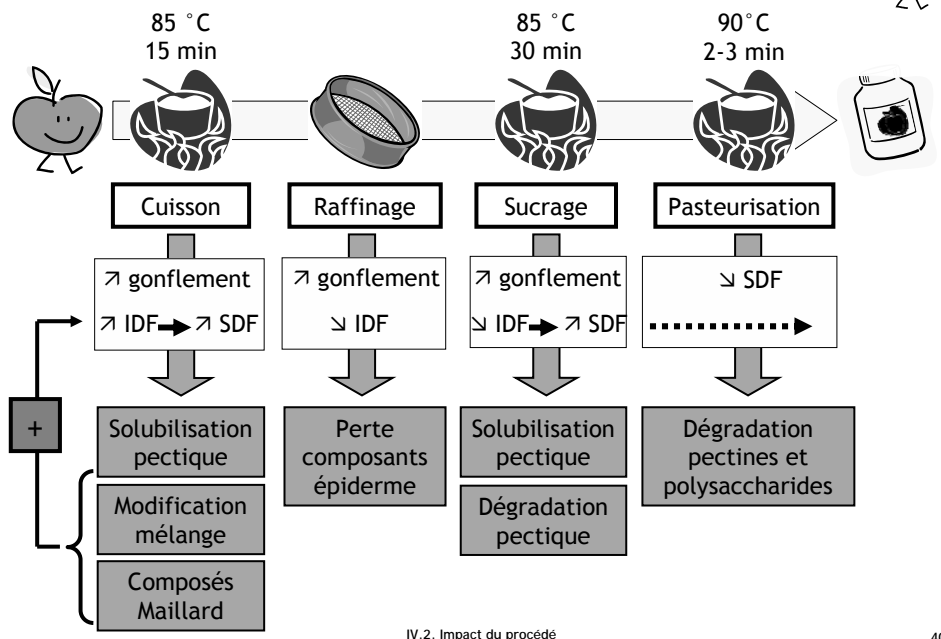 85 °C
15 min
85 °C
30 min
90°C
2-3 min
Cuisson
Raffinage
Sucrage
Pasteurisation
↗ gonflement
↗ IDF → ↗ SDF
↗ gonflement
↘ IDF
↗ gonflement
↘ IDF → ↗ SDF
↘ SDF
+
Solubilisation
pectique
Modification
mélange
Composés
Maillard
Perte
composants
épiderme
Solubilisation
pectique
Dégradation
pectique
Dégradation
pectines et
polysaccharides
IV.2. Impact du procédé